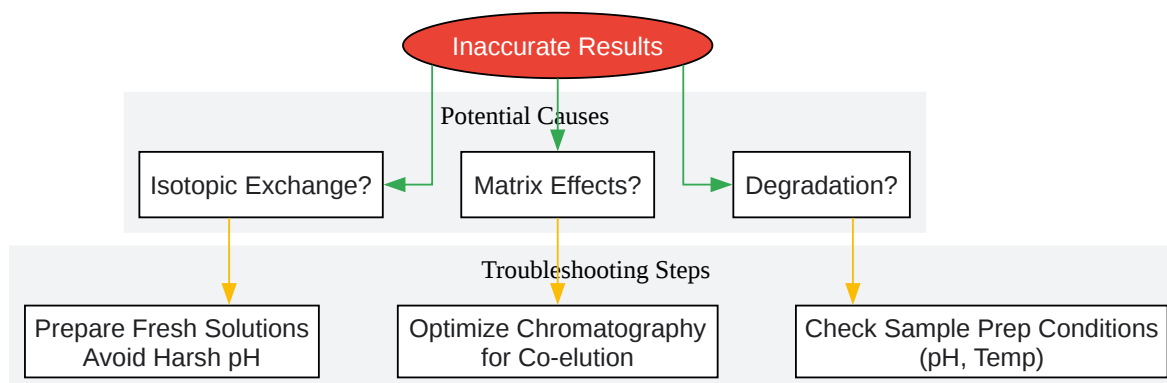 Inaccurate Results
Potential Causes
Isotopic Exchange?
Matrix Effects?
Degradation?
Troubleshooting Steps
Prepare Fresh Solutions
Avoid Harsh pH
Optimize Chromatography
for Co-elution
Check Sample Prep Conditions
(pH, Temp)